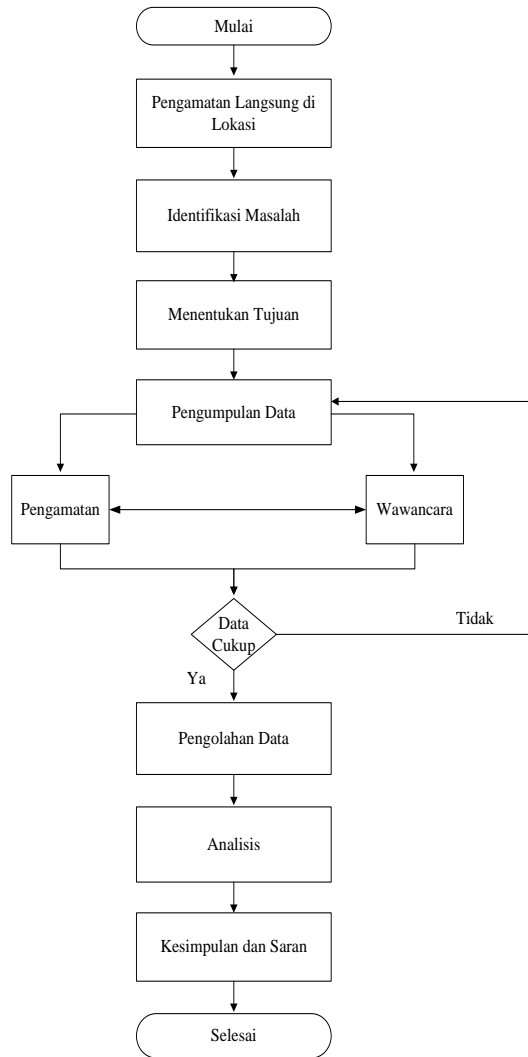 Mulai
Pengamatan Langsung di
Lokasi
Identifikasi Masalah
Menentukan Tujuan
Pengumpulan Data
Pengamatan
Wawancara
Data
Cukup
Tidak
Ya
Pengolahan Data
Analisis
Kesimpulan dan Saran
Selesai